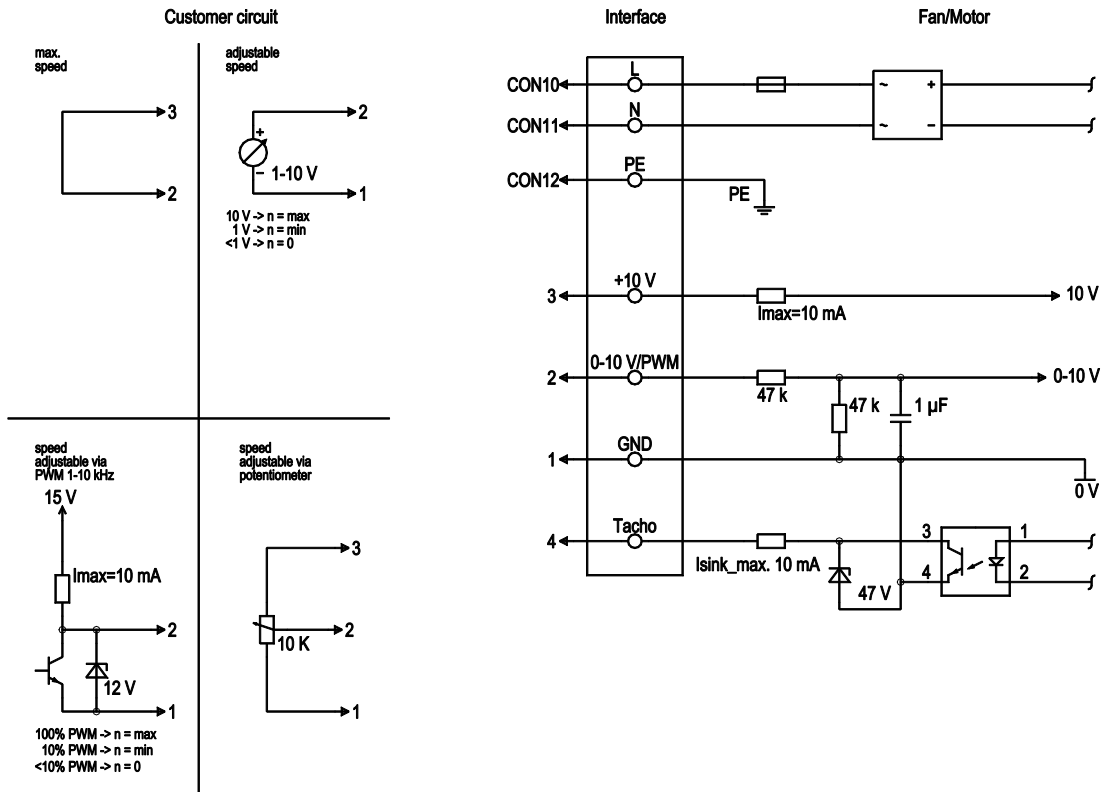 Customer circuit
Interface
Fan/Motor
max.
speed
3
2
adjustable
speed
2
+
–
1-10 V
1
10 V -> n = max
1 V -> n = min
<1 V -> n = 0
speed
adjustable via
PWM 1-10 kHz
15 V
Imax=10 mA
2
12 V
1
100% PWM -> n = max
10% PWM -> n = min
<10% PWM -> n = 0
speed
adjustable via
potentiometer
3
2
10 K
1
L
CON10
~ +
N
CON11
~ –
PE
CON12
PE
+10 V
3
10 V
Imax=10 mA
0-10 V/PWM
2
0-10 V
47 k
47 k
1 µF
GND
1
0 V
Tacho
4
3
1
Isink_max. 10 mA
4
2
47 V